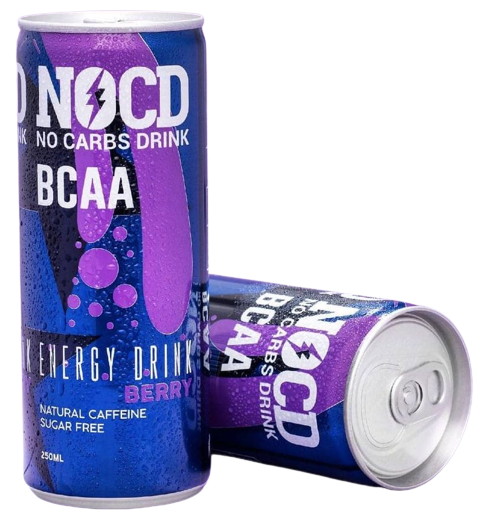 NOCD
NO CARBS DRINK
BCAA
ENERGY DRINK
BERRY
NATURAL CAFFEINE
SUGAR FREE
250ML
NOCD
NO CARBS DRINK
BCAA